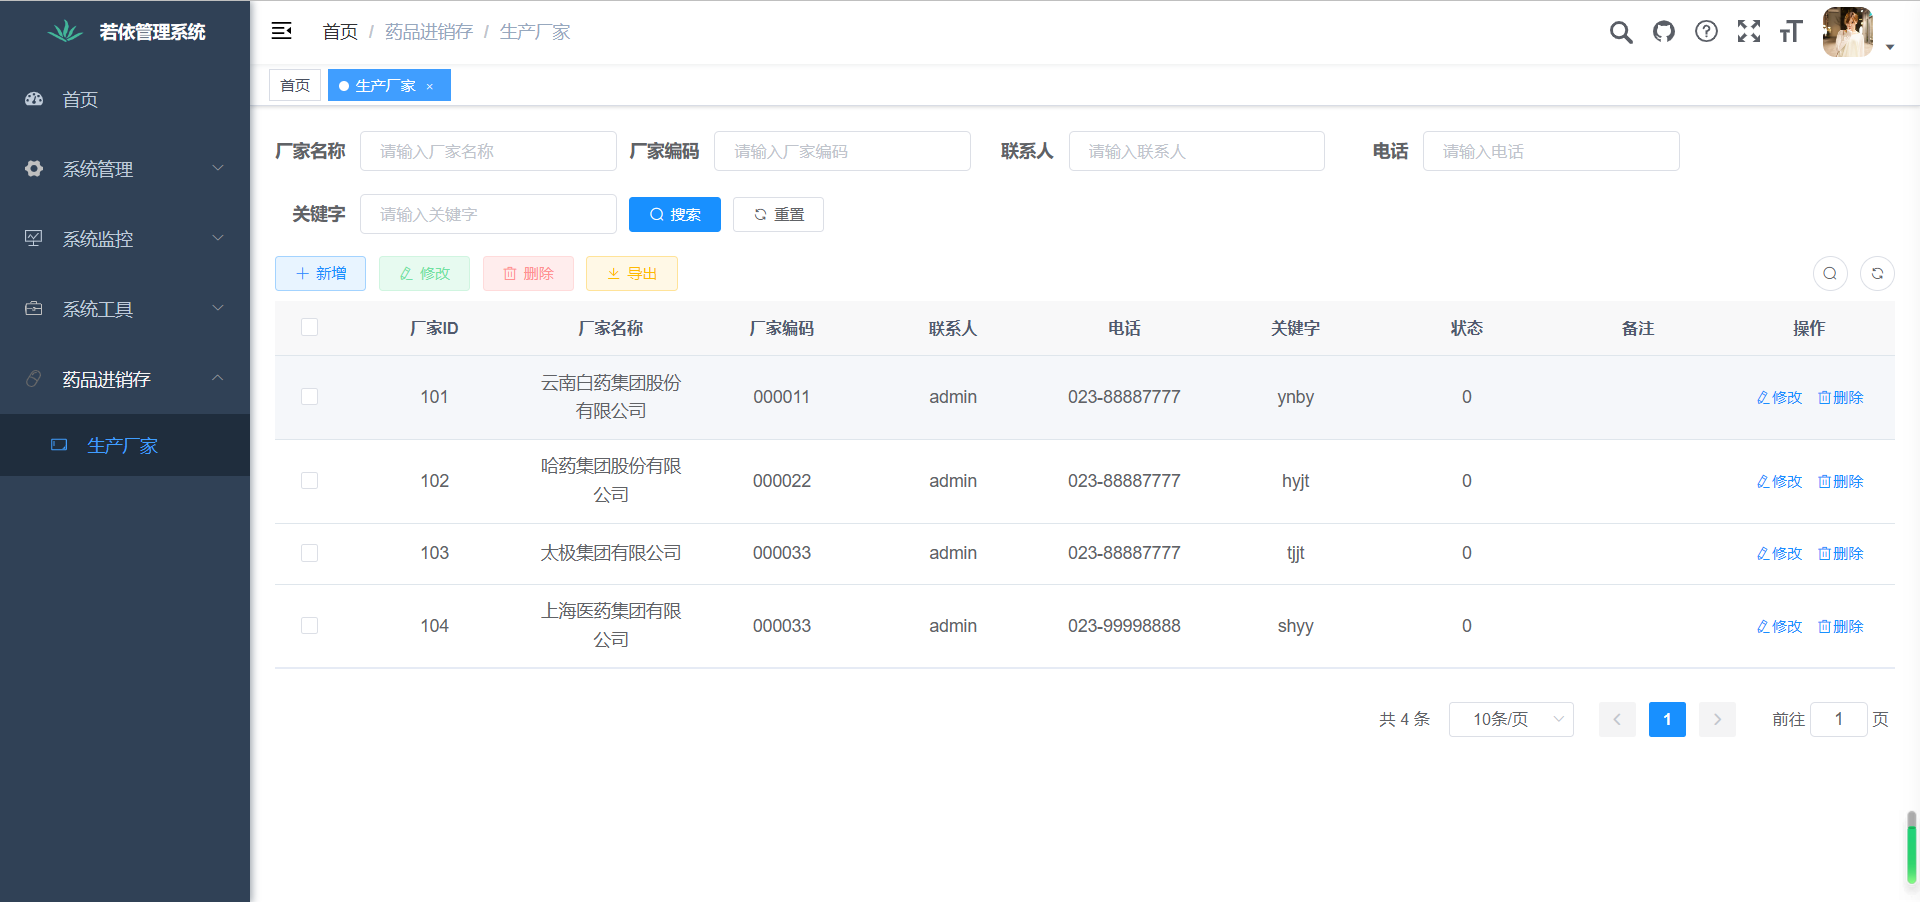 若依管理系统
首页 / 药品进销存 / 生产厂家
首页
生产厂家 ×
首页
系统管理
系统监控
系统工具
药品进销存
生产厂家
厂家名称 请输入厂家名称 厂家编码 请输入厂家编码 联系人 请输入联系人 电话 请输入电话
关键字 请输入关键字 搜索 重置
新增 修改 删除 导出
厂家ID 厂家名称 厂家编码 联系人 电话 关键字 状态 备注 操作
101 云南白药集团股份有限公司 000011 admin 023-88887777 ynby 0 修改 删除
102 哈药集团股份有限公司 000022 admin 023-88887777 hyjt 0 修改 删除
103 太极集团有限公司 000033 admin 023-88887777 tjjt 0 修改 删除
104 上海医药集团有限公司 000033 admin 023-99998888 shyy 0 修改 删除
共 4 条 10条/页 1 前往 1 页